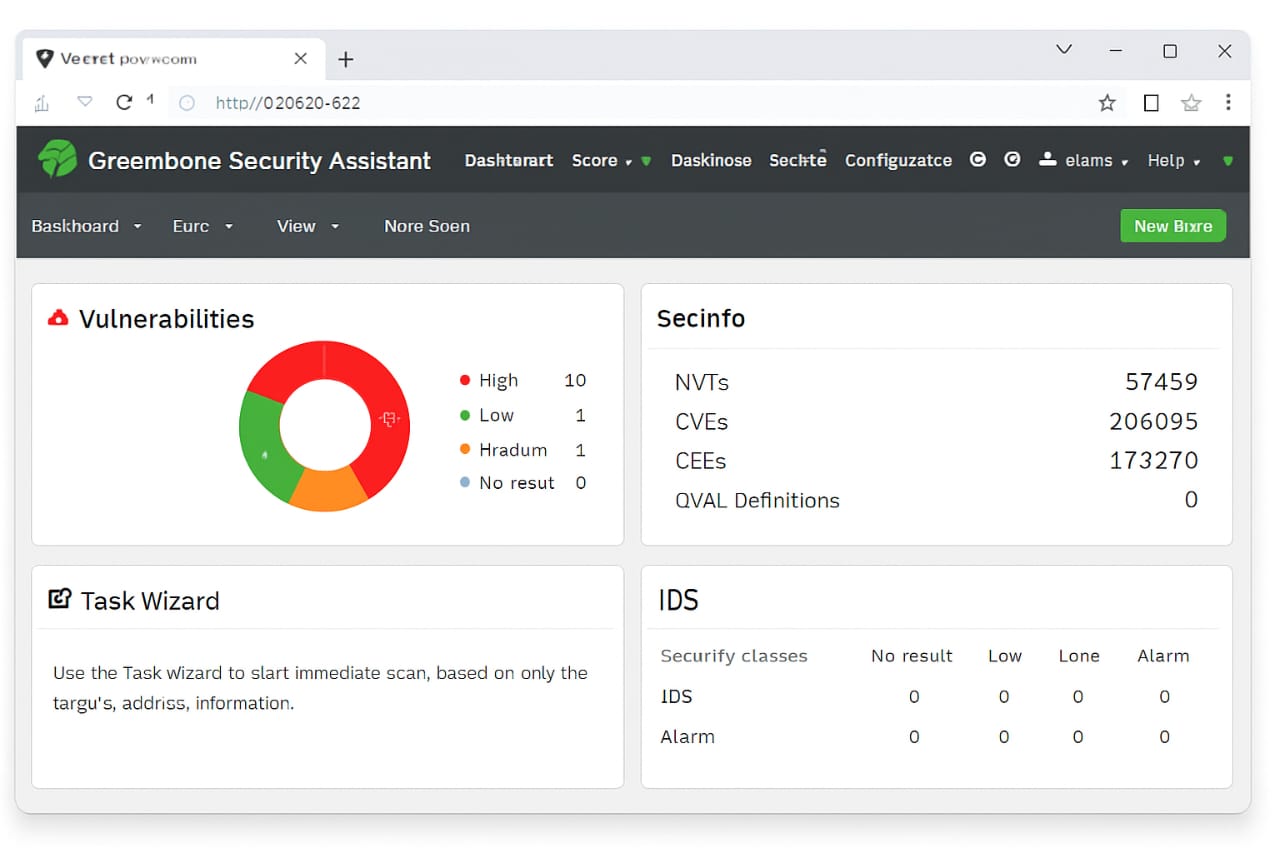 Vecret povwcom
http//020620-622
Greembone Security Assistant Dashterart Score Daskinose Sechte Configuzatce elams Help
Baskhoard Eurc View Nore Soen New Bixre
Vulnerabilities
High 10
Low 1
Hradum 1
No resut 0
Secinfo
NVTs 57459
CVEs 206095
CEEs 173270
QVAL Definitions 0
Task Wizard
Use the Task wizard to slart immediate scan, based on only the
targu's, addriss, information.
IDS
Securify classes No result Low Lone Alarm
IDS 0 0 0 0
Alarm 0 0 0 0